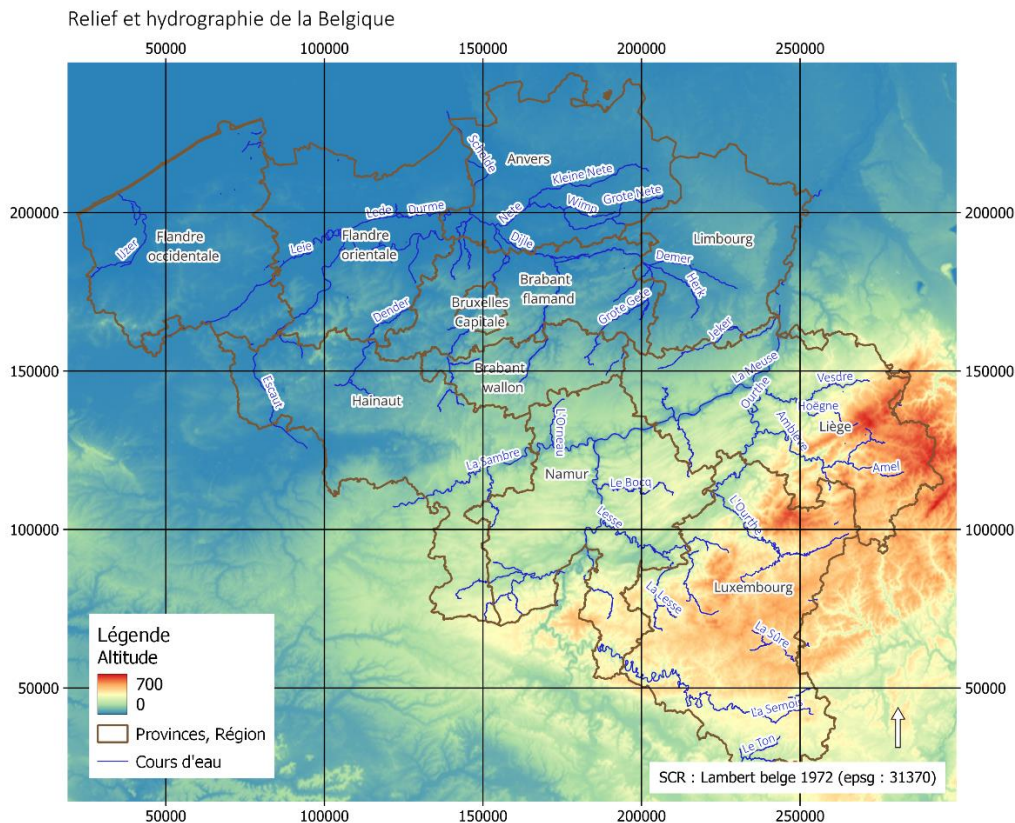 Relief et hydrographie de la Belgique
50000
100000
150000
200000
250000
Schelde
Anvers
Kleine Nete
Grote Nete
Wimp
Nete
Lede
Durme
200000
200000
IJzer
Flandre
occidentale
Leie
Flandre
orientale
Dijle
Limbourg
Demer
Herk
Brabant
flamand
Bruxelles
Capitale
Dender
Grote Gete
Jeker
150000
150000
Brabant
wallon
La Meuse
Vesdre
Escaut
Hainaut
Ourthe
Hoëgne
Liège
L'Orneau
Amblève
La Sambre
Namur
Amel
Le Bocq
L'Ourthe
100000
100000
Lesse
Luxembourg
La Lesse
La Sûre
50000
50000
La Semois
Le Ton
Légende
Altitude
700
0
Provinces, Région
Cours d'eau
SCR : Lambert belge 1972 (epsg : 31370)
50000
100000
150000
200000
250000